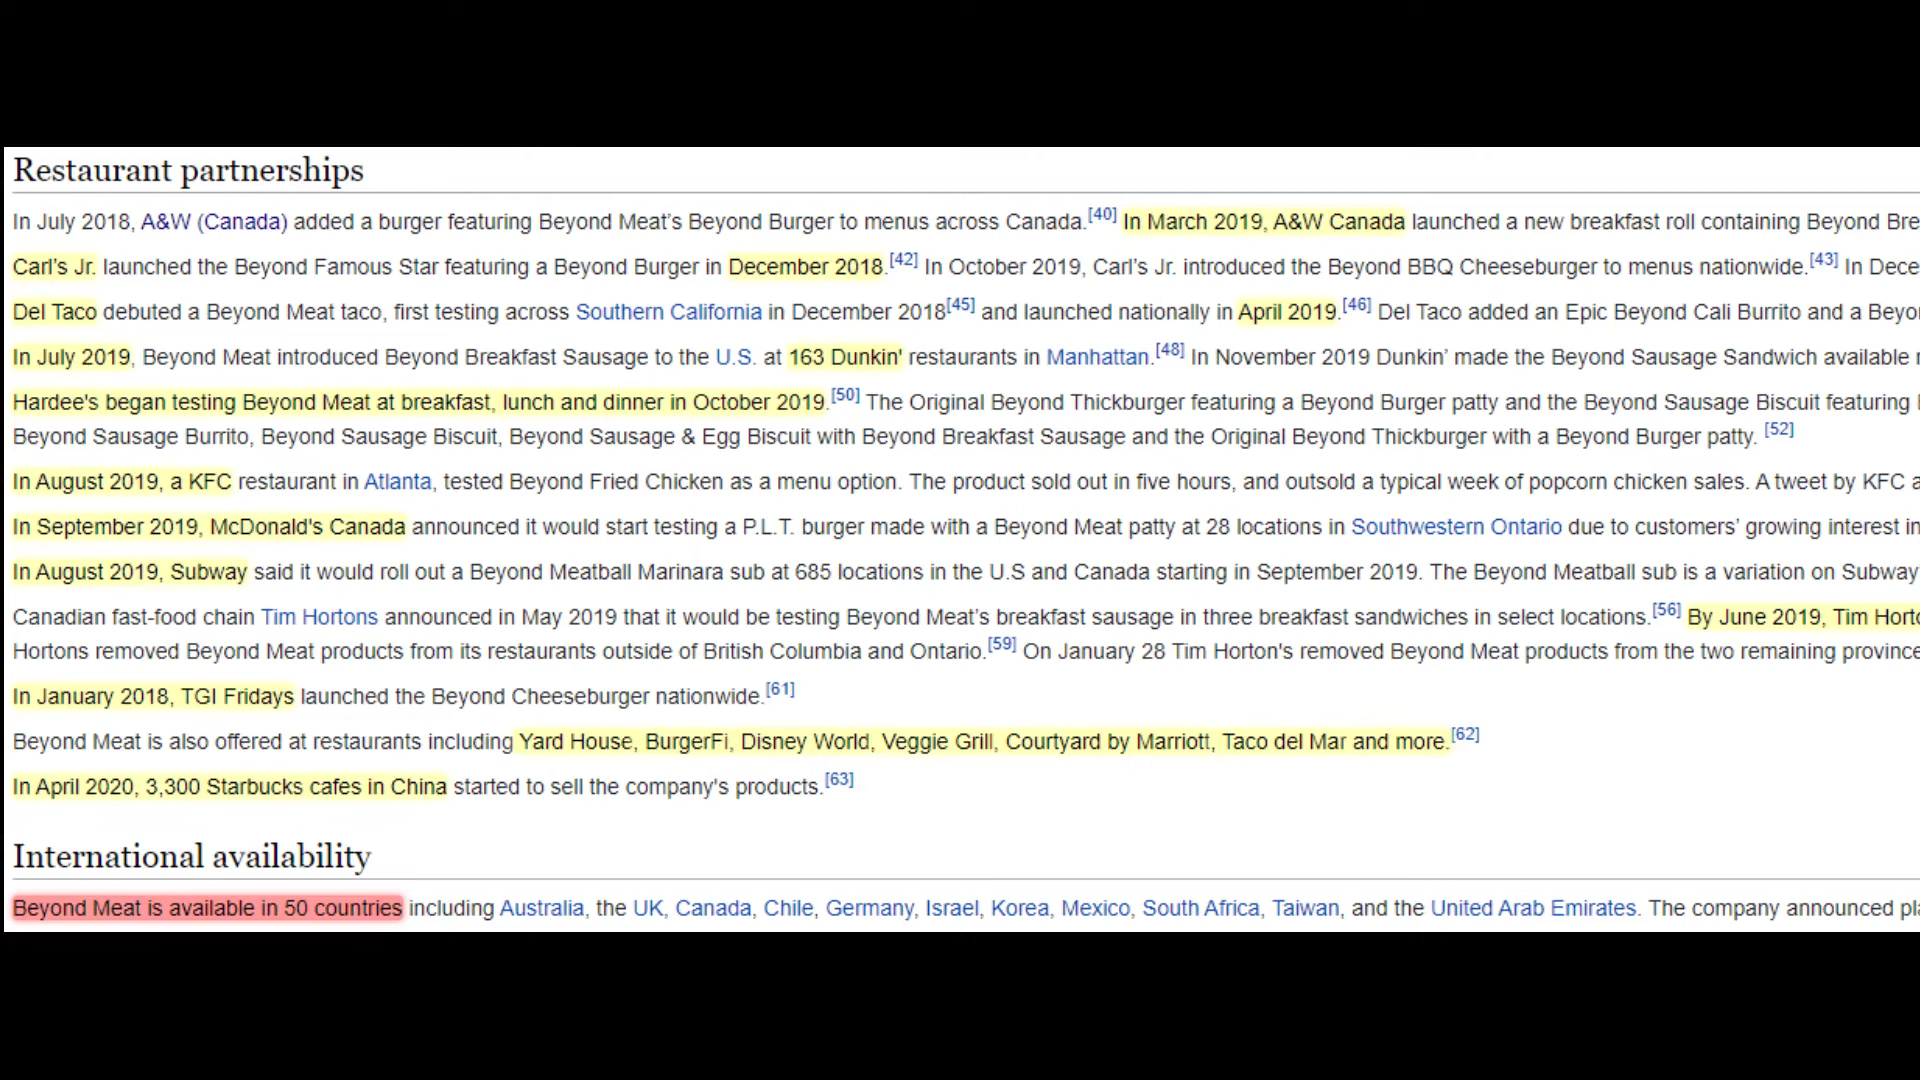 Restaurant partnerships
In July 2018, A&W (Canada) added a burger featuring Beyond Meat's Beyond Burger to menus across Canada.[40] In March 2019, A&W Canada launched a new breakfast roll containing Beyond Bre
Carl's Jr. launched the Beyond Famous Star featuring a Beyond Burger in December 2018.[42] In October 2019, Carl's Jr. introduced the Beyond BBQ Cheeseburger to menus nationwide.[43] In Dece
Del Taco debuted a Beyond Meat taco, first testing across Southern California in December 2018[45] and launched nationally in April 2019.[46] Del Taco added an Epic Beyond Cali Burrito and a Beyo
In July 2019, Beyond Meat introduced Beyond Breakfast Sausage to the U.S. at 163 Dunkin' restaurants in Manhattan.[48] In November 2019 Dunkin' made the Beyond Sausage Sandwich available
Hardee's began testing Beyond Meat at breakfast, lunch and dinner in October 2019.[50] The Original Beyond Thickburger featuring a Beyond Burger patty and the Beyond Sausage Biscuit featuring
Beyond Sausage Burrito, Beyond Sausage Biscuit, Beyond Sausage & Egg Biscuit with Beyond Breakfast Sausage and the Original Beyond Thickburger with a Beyond Burger patty. [52]
In August 2019, a KFC restaurant in Atlanta, tested Beyond Fried Chicken as a menu option. The product sold out in five hours, and outsold a typical week of popcorn chicken sales. A tweet by KFC a
In September 2019, McDonald's Canada announced it would start testing a P.L.T. burger made with a Beyond Meat patty at 28 locations in Southwestern Ontario due to customers' growing interest in
In August 2019, Subway said it would roll out a Beyond Meatball Marinara sub at 685 locations in the U.S and Canada starting in September 2019. The Beyond Meatball sub is a variation on Subway'
Canadian fast-food chain Tim Hortons announced in May 2019 that it would be testing Beyond Meat's breakfast sausage in three breakfast sandwiches in select locations.[56] By June 2019, Tim Horto
Hortons removed Beyond Meat products from its restaurants outside of British Columbia and Ontario.[59] On January 28 Tim Horton's removed Beyond Meat products from the two remaining province
In January 2018, TGI Fridays launched the Beyond Cheeseburger nationwide.[61]
Beyond Meat is also offered at restaurants including Yard House, BurgerFi, Disney World, Veggie Grill, Courtyard by Marriott, Taco del Mar and more.[62]
In April 2020, 3,300 Starbucks cafes in China started to sell the company's products.[63]
International availability
Beyond Meat is available in 50 countries including Australia, the UK, Canada, Chile, Germany, Israel, Korea, Mexico, South Africa, Taiwan, and the United Arab Emirates. The company announced pla